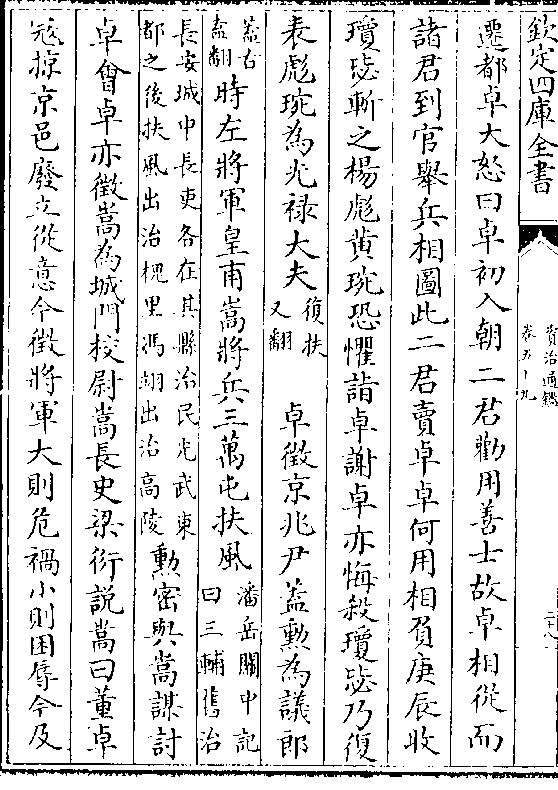 欽定四庫全書
資治通鑑
卷五十九
遷都卓大怒曰卓初入朝二君勸用善士故卓相從而
諸君到官舉兵相圖此二君賣卓卓何用相負庚辰收
瓊毖斬之楊彪黄琬恐懼詣卓謝卓亦悔殺瓊毖乃復
表彪琬為光禄大夫復扶又翻　卓徵京兆尹蓋勲為議郎
蓋古盍翻時左將軍皇甫嵩將兵三萬屯扶風潘岳關中記曰三輔舊治
長安城中長吏各在其縣治民光武東都之後扶風出治槐里馮翊出治高陵勲密與嵩謀討
卓會卓亦徵嵩為城門校尉嵩長史梁衍説嵩曰董卓
宼掠京邑廢立從意今徵將軍大則危禍小則困辱今及